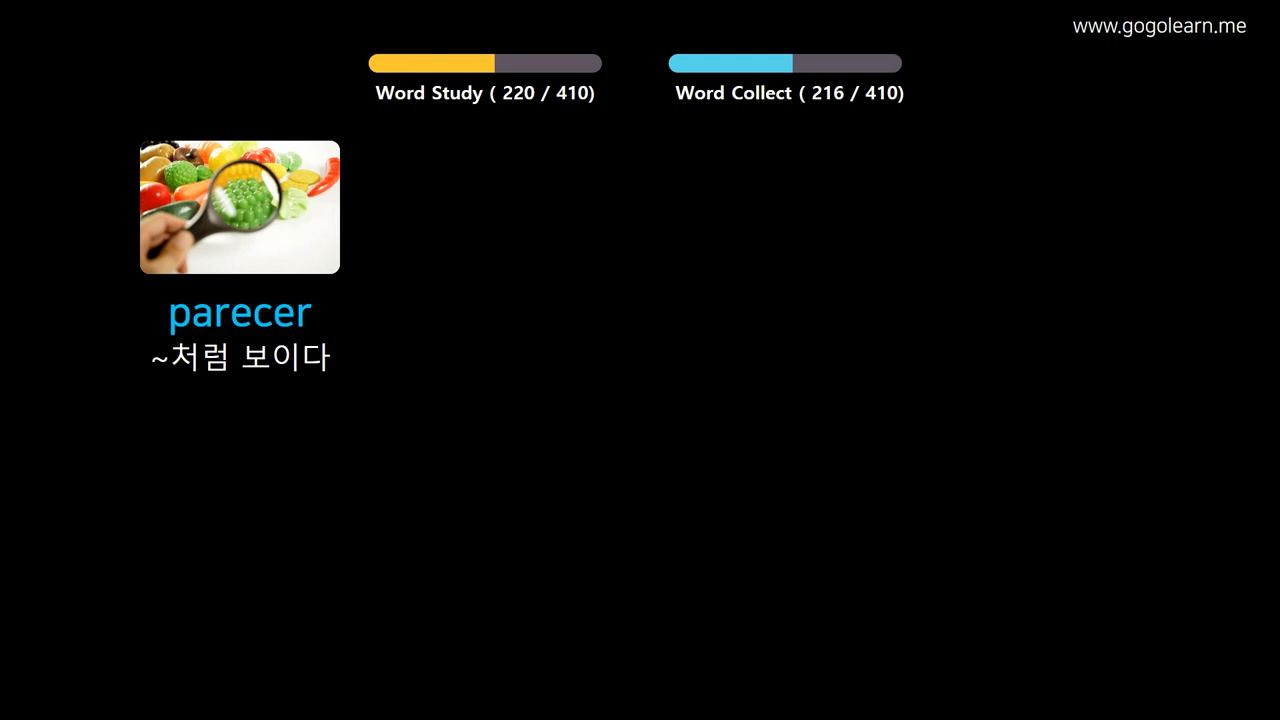 www.gogolearn.me
Word Study ( 220 / 410)
Word Collect ( 216 / 410)
parecer
~처럼 보이다